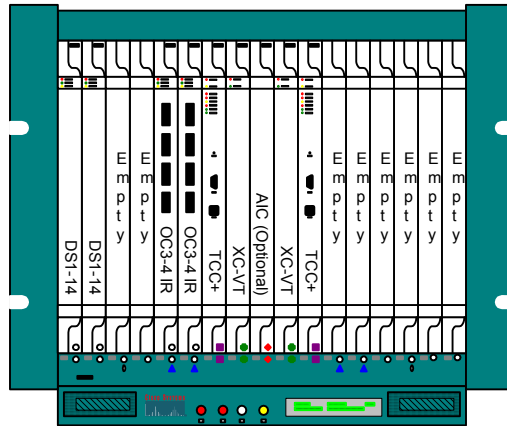 DS1-14
DS1-14
Empty
Empty
OC3-4 IR
OC3-4 IR
TCC+
XC-VT
AIC (Optional)
XC-VT
TCC+
Empty
Empty
Empty
Empty
Empty
Empty